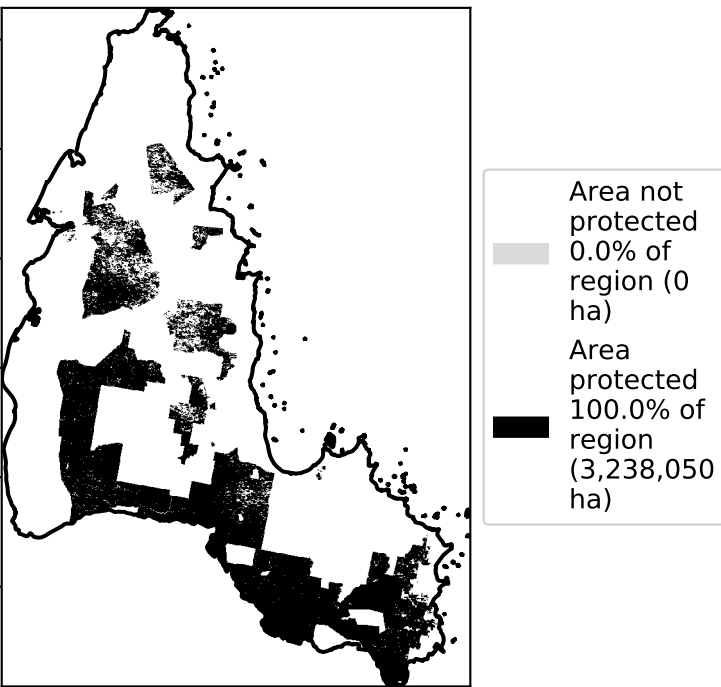 Area not
protected
0.0% of
region (0
ha)
Area
protected
100.0% of
region
(3,238,050
ha)